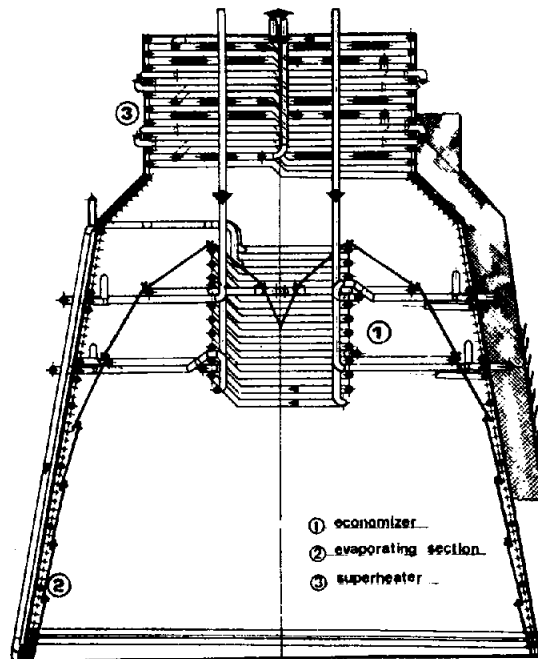 ③
①
① economizer
② evaporating section
③ superheater
②